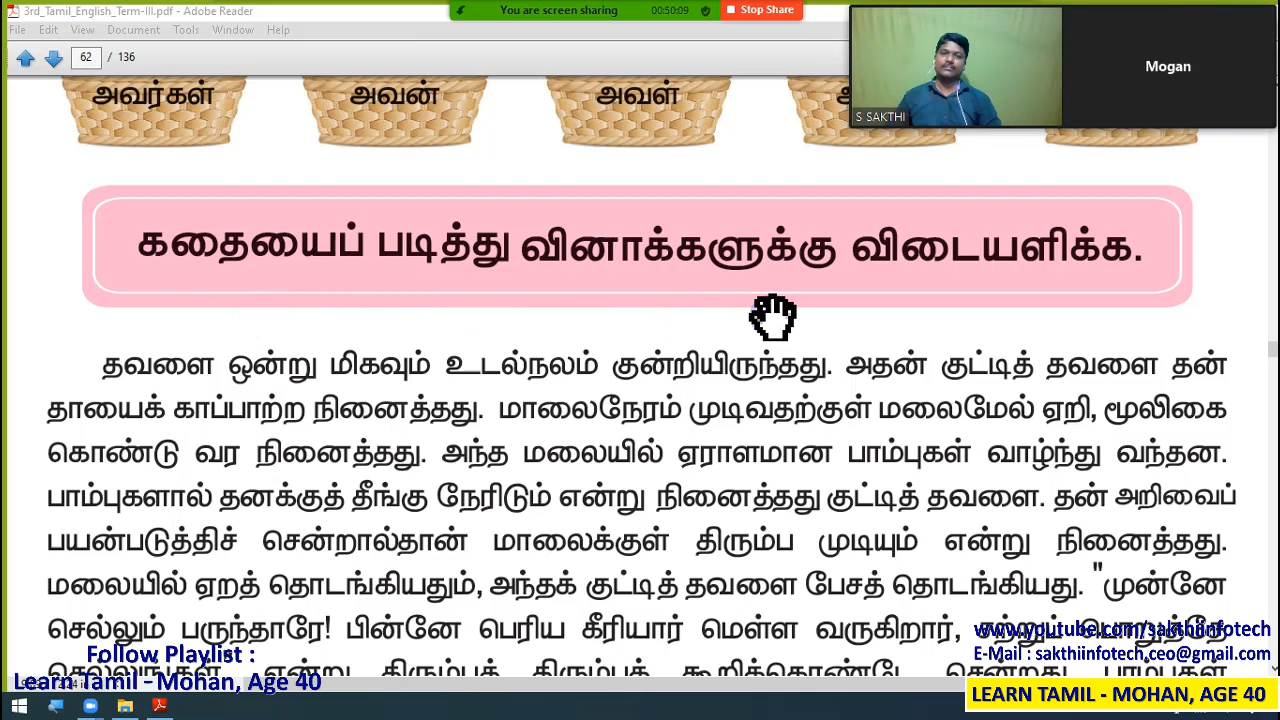 3rd_Tamil_English_Term-III.pdf - Adobe Reader
You are screen sharing 00:50:09 Stop Share
File Edit View Document Tools Window Help
62 / 136
Mogan
S SAKTHI
அவர்கள் அவன் அவள்
கதையைப் படித்து வினாக்களுக்கு விடையளிக்க.
தவளை ஒன்று மிகவும் உடல்நலம் குன்றியிருந்தது. அதன் குட்டித் தவளை தன்
தாயைக் காப்பாற்ற நினைத்தது. மாலைநேரம் முடிவதற்குள் மலைமேல் ஏறி, மூலிகை
கொண்டு வர நினைத்தது. அந்த மலையில் ஏராளமான பாம்புகள் வாழ்ந்து வந்தன.
பாம்புகளால் தனக்குத் தீங்கு நேரிடும் என்று நினைத்தது குட்டித் தவளை. தன் அறிவைப்
பயன்படுத்திச் சென்றால்தான் மாலைக்குள் திரும்ப முடியும் என்று நினைத்தது.
மலையில் ஏறத் தொடங்கியதும், அந்தக் குட்டித் தவளை பேசத் தொடங்கியது. "முன்னே
செல்லும் பருந்தாரே! பின்னே பெரிய கீரியார் மெள்ள வருகிறார்,
என்று திரும்பத் திரும்பத் கூறிக்கொண்டே சென்றது. பாம்புகள்
www.youtube.com/sakthiinfotech
Follow Playlist :
E-Mail : sakthiinfotech.ceo@gmail.com
Learn Tamil - Mohan, Age 40
LEARN TAMIL - MOHAN, AGE 40